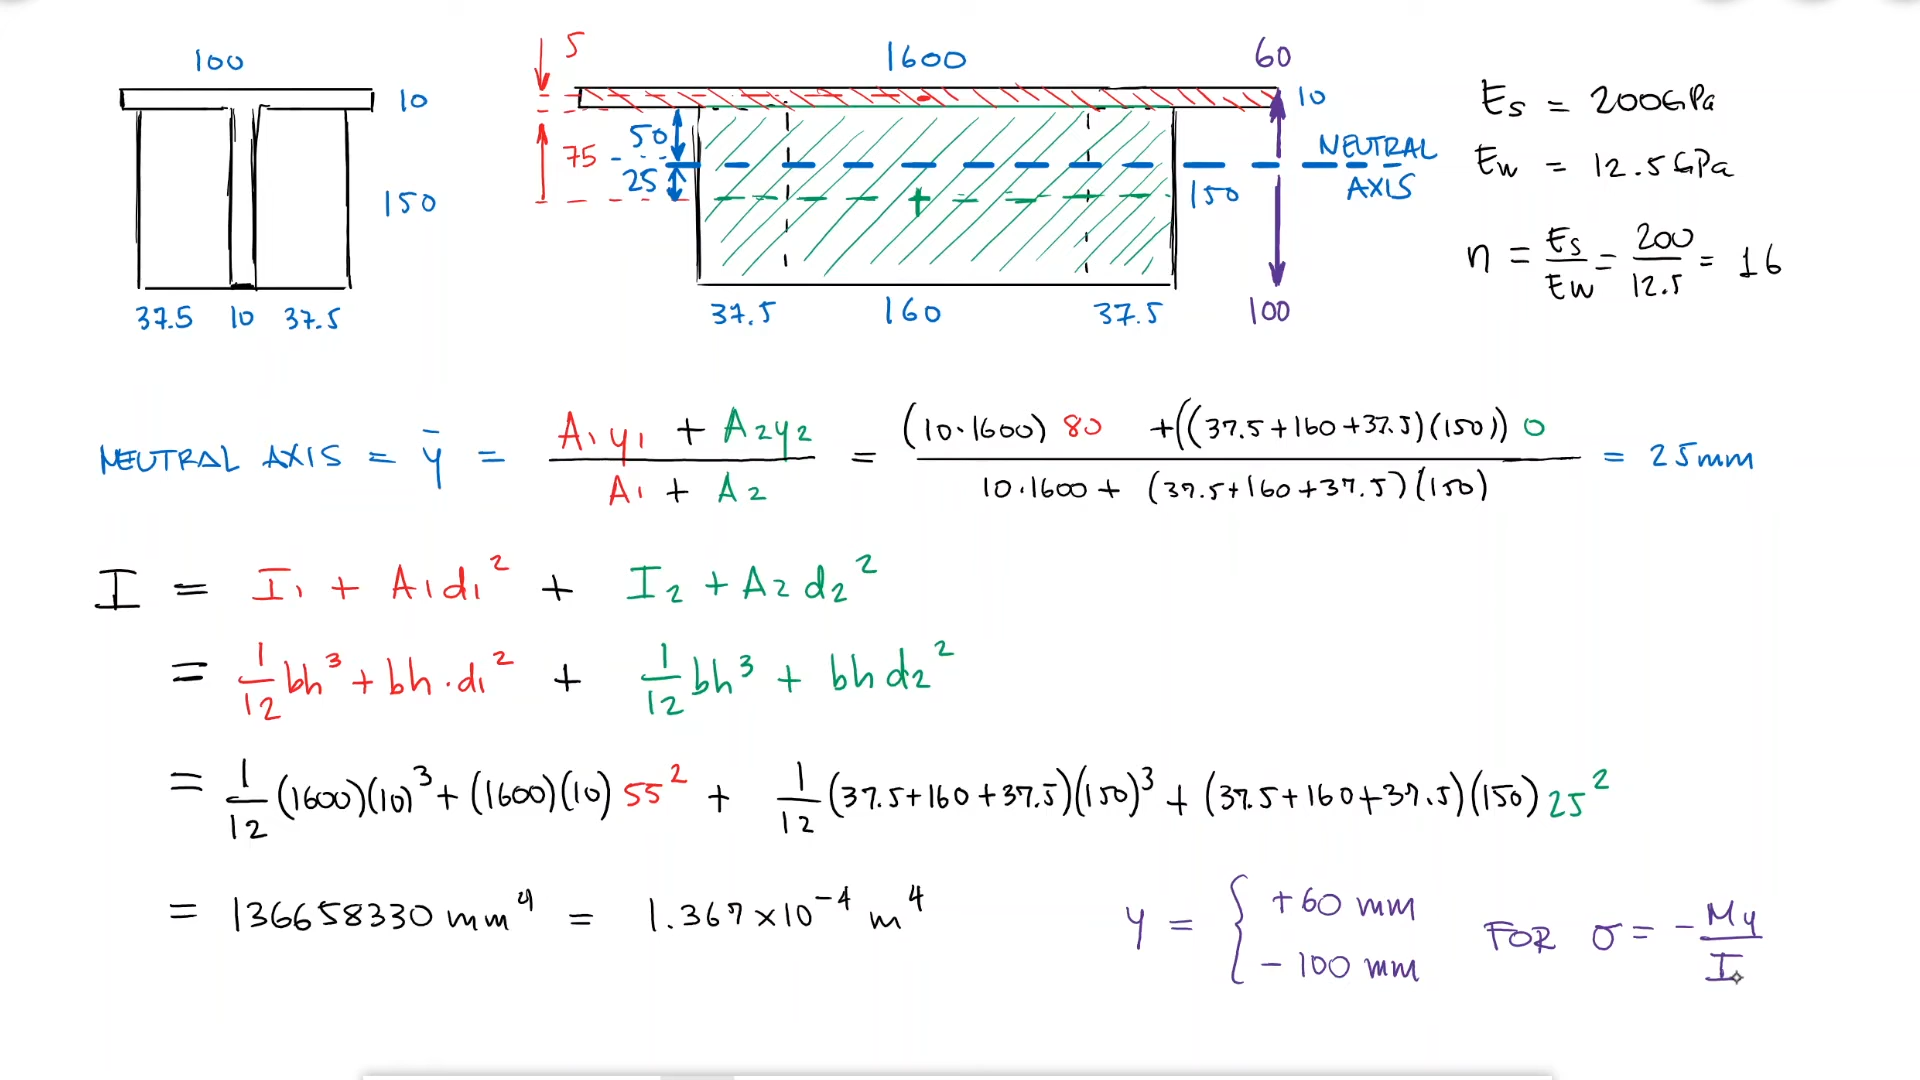 100
10
150
37.5 10 37.5
5
1600
60
10
50
75
25
NEUTRAL
AXIS
150
37.5 160 37.5
100
Es = 200GPa
Ew = 12.5GPa
n = Es/Ew = 200/12.5 = 16
NEUTRAL AXIS = ȳ = (A1y1 + A2y2)/(A1 + A2) = ((10·1600) 80 + ((37.5+160+37.5)(150)) 0)/(10·1600 + (37.5+160+37.5)(150)) = 25mm
I = I1 + A1d1² + I2 + A2d2²
= 1/12 bh³ + bh·d1² + 1/12 bh³ + bhd2²
= 1/12 (1600)(10)³ + (1600)(10) 55² + 1/12 (37.5+160+37.5)(150)³ + (37.5+160+37.5)(150) 25²
= 136658330 mm⁴ = 1.367 x10⁻⁴ m⁴
y = { +60 mm
- 100 mm
FOR σ = - My/I